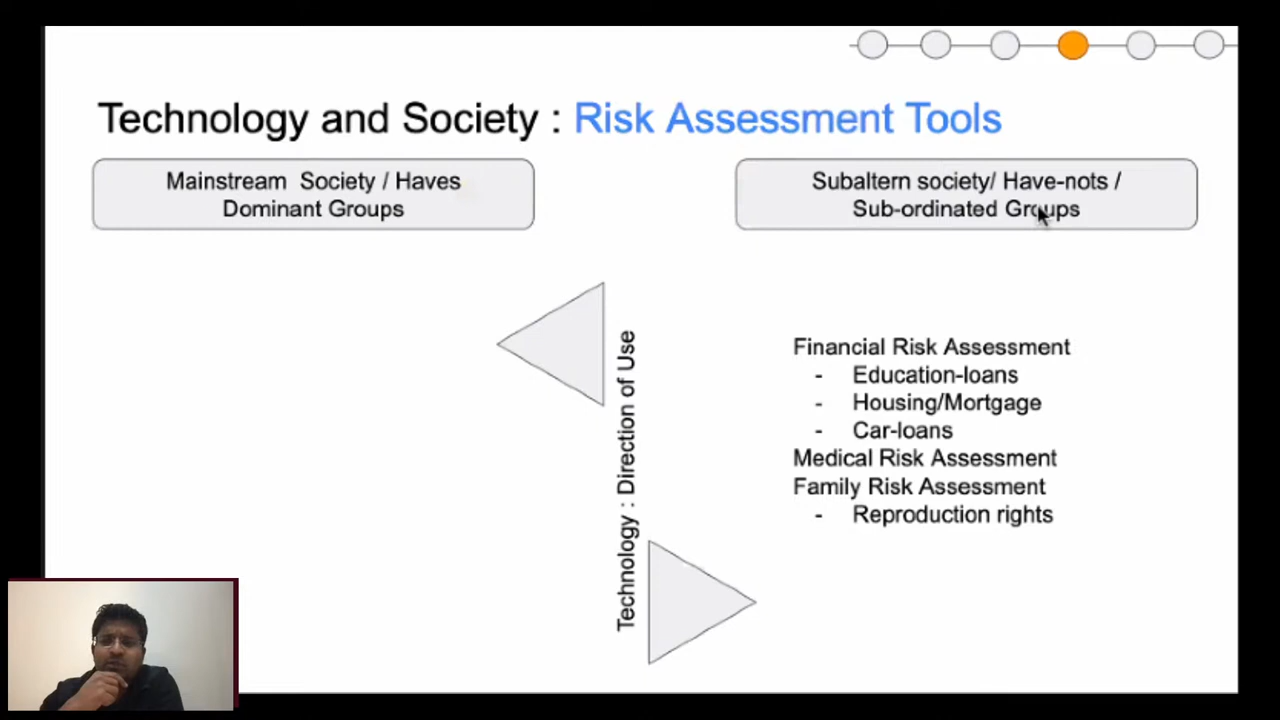 Technology and Society : Risk Assessment Tools
Mainstream Society / Haves
Dominant Groups
Subaltern society/ Have-nots /
Sub-ordinated Groups
Technology : Direction of Use
Financial Risk Assessment
- Education-loans
- Housing/Mortgage
- Car-loans
Medical Risk Assessment
Family Risk Assessment
- Reproduction rights